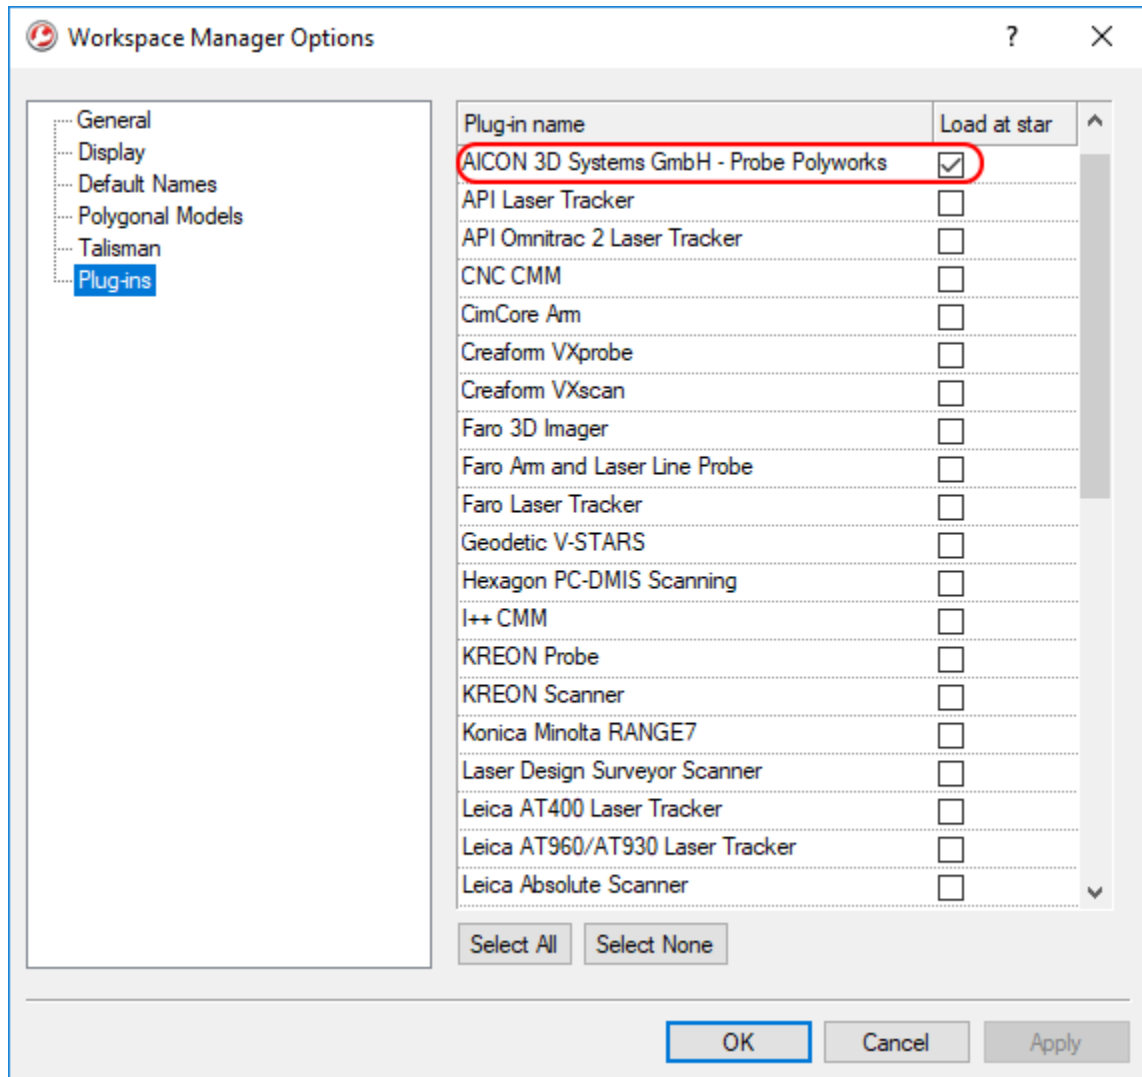 Workspace Manager Options
?
General
Display
Default Names
Polygonal Models
Talisman
Plug-ins
Plug-in name Load at star
AICON 3D Systems GmbH - Probe Polyworks
API Laser Tracker
API Omnitrac 2 Laser Tracker
CNC CMM
CimCore Arm
Creaform VXprobe
Creaform VXscan
Faro 3D Imager
Faro Arm and Laser Line Probe
Faro Laser Tracker
Geodetic V-STARS
Hexagon PC-DMIS Scanning
I++ CMM
KREON Probe
KREON Scanner
Konica Minolta RANGE7
Laser Design Surveyor Scanner
Leica AT400 Laser Tracker
Leica AT960/AT930 Laser Tracker
Leica Absolute Scanner
Select All Select None
OK Cancel Apply